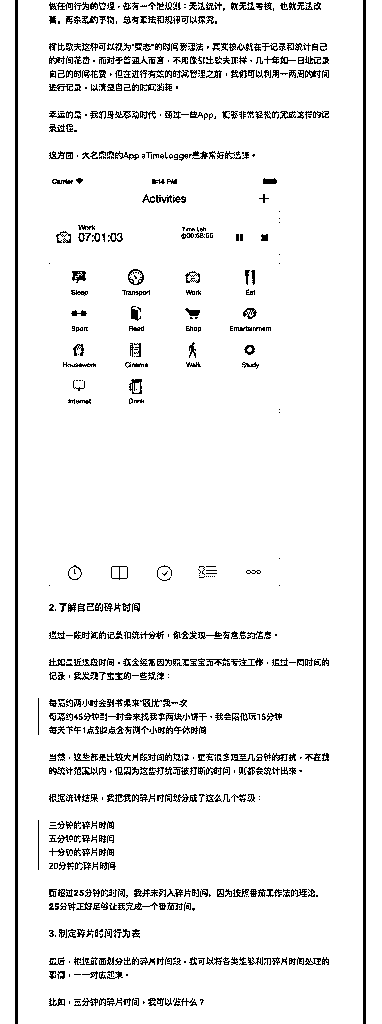 做任何行为的管理，都有一个潜规则：无法统计，就无法考核，也就无法改
善。再杂乱的事物，总有章法和规律可以探究。
柳比歇夫这种可以视为“变态”的时间管理法，其实核心就在于记录和统计自己
的时间花费。而对于普通人而言，不用像柳比歇夫那样，几十年如一日地记录
自己的时间花费，但在进行有效的时间管理之前，我们可以利用一两周的时间
进行记录，以清楚自己的时间消耗。
幸运的是，我们身处移动时代，通过一些App，能够非常轻松的完成这样的记
录过程。
这方面，大名鼎鼎的App aTimeLogger是非常好的选择。
Carrier 8:14 PM
Activities +
Work
07:01:03
Sleep Transport Work Eat
Sport Read Shop Entertainment
Housework Cinema Walk Study
Internet Drink
2. 了解自己的碎片时间
通过一段时间的记录和统计分析，你会发现一些有意思的信息。
比如最近这段时间，我会经常因为照顾宝宝而不能专注工作，通过一周时间的
记录，我发现了宝宝的一些规律：
每隔约两小时会到书桌来“骚扰”我一次
每隔约45分钟到一小时会来找我拿两块小饼干，我会陪他玩15分钟
每天下午1点到2点会有两个小时的午休时间
当然，这些都是比较大片段时间的规律，更有很多短至几分钟的打扰，不在我
的统计范围以内，但因为这些打扰而被打断的时间，则都会统计出来。
根据统计结果，我把我的碎片时间划分成了这么几个等级：
三分钟的碎片时间
五分钟的碎片时间
十分钟的碎片时间
20分钟的碎片时间
而超过25分钟的时间，我并未列入碎片时间，因为按照番茄工作法的理论，
25分钟正好足够让我完成一个番茄时间。
3. 制定碎片时间行为表
最后，根据前面划分出的碎片时间段，我可以将各类能够利用碎片时间处理的
事情，一一对应起来。
比如，三分钟的碎片时间，我可以做什么？